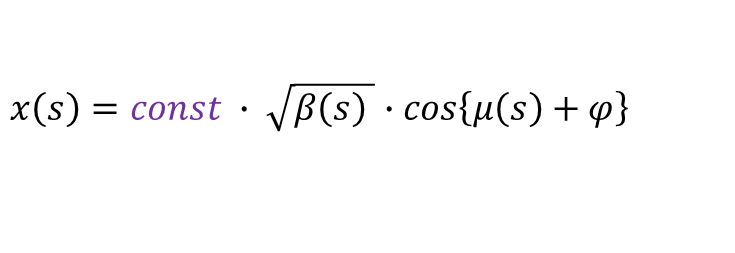 x(s) = const · √β(s) · cos{μ(s) + φ}